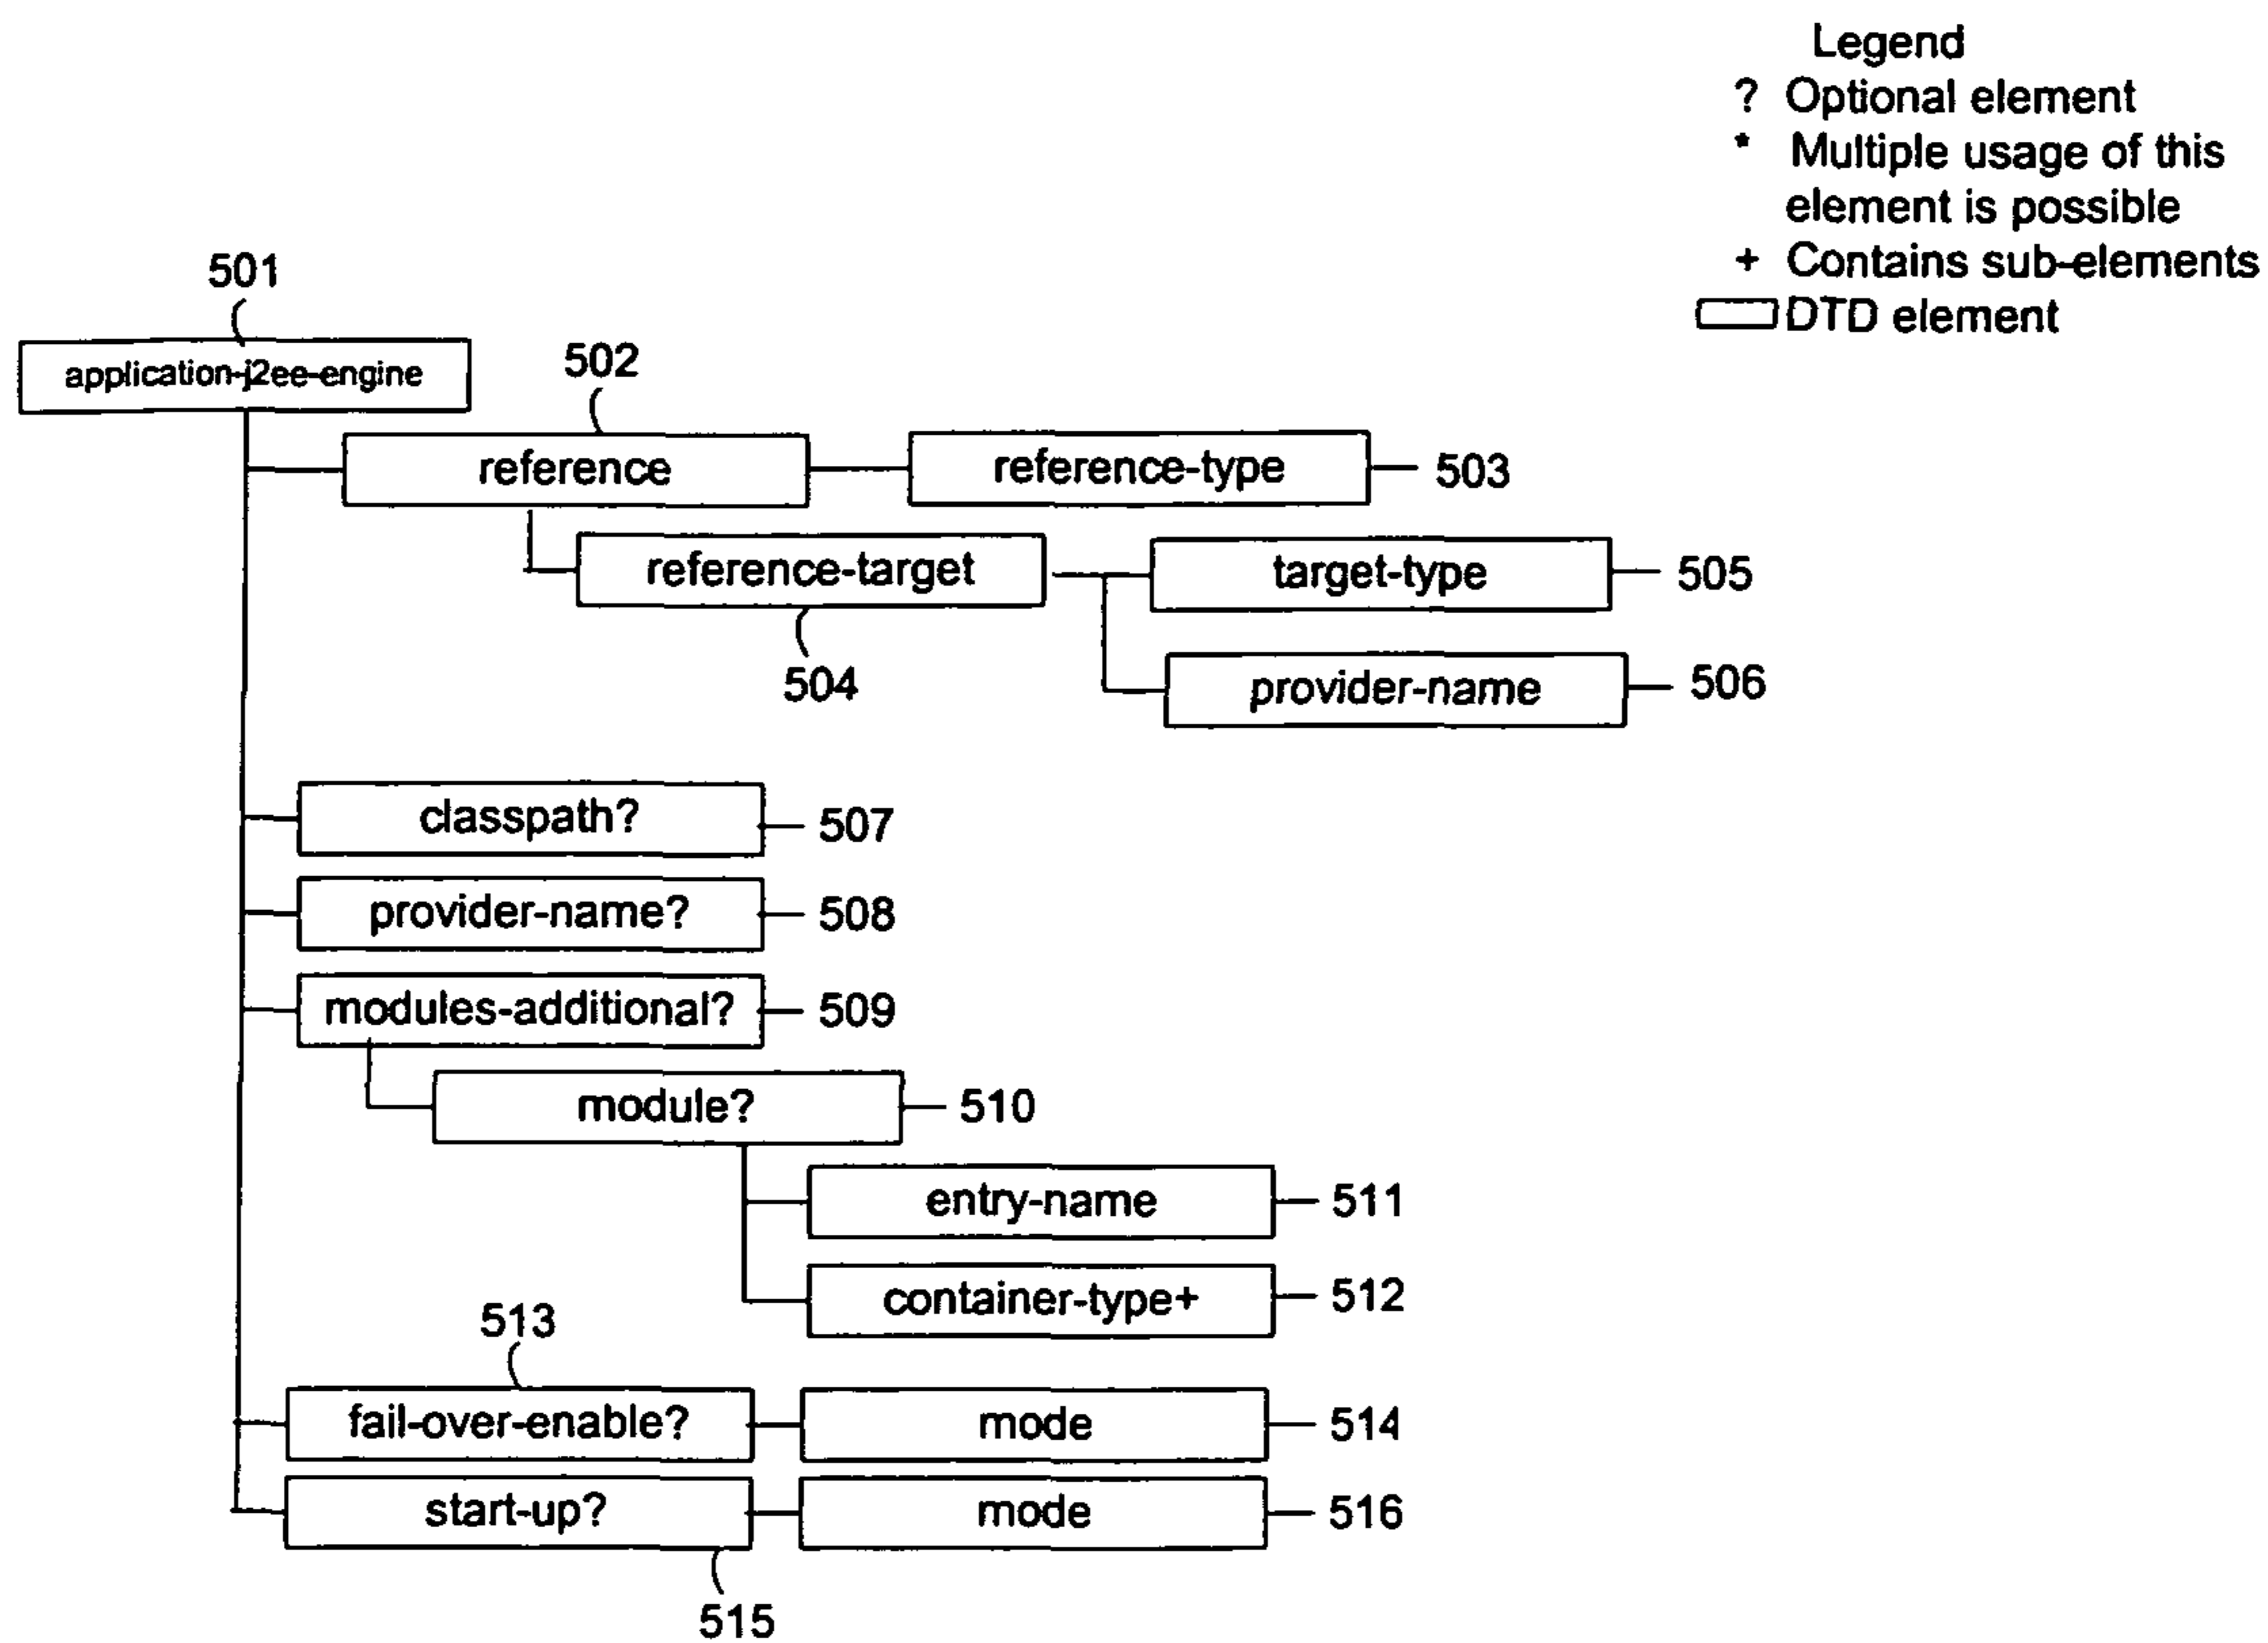 Legend
? Optional element
* Multiple usage of this
element is possible
+ Contains sub-elements
DTD element
501
application-j2ee-engine
502
reference
reference-type
503
reference-target
target-type
505
504
provider-name
506
classpath?
507
provider-name?
508
modules-additional?
509
module?
510
entry-name
511
container-type+
512
513
fail-over-enable?
mode
514
start-up?
mode
516
515